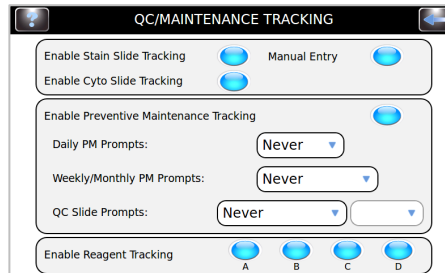 ?
QC/MAINTENANCE TRACKING
Enable Stain Slide Tracking Manual Entry
Enable Cyto Slide Tracking
Enable Preventive Maintenance Tracking
Daily PM Prompts: Never
Weekly/Monthly PM Prompts: Never
QC Slide Prompts: Never
Enable Reagent Tracking
A B C D